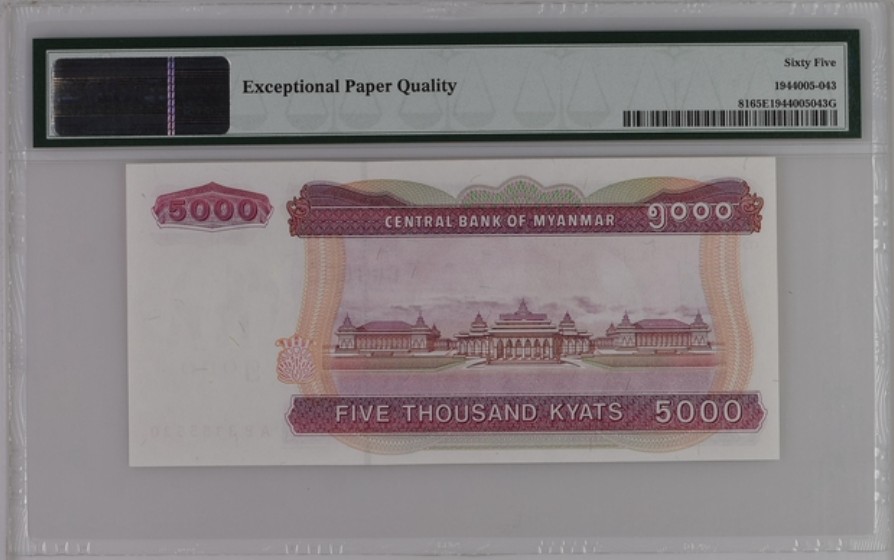 Sixty Five
Exceptional Paper Quality
1944005-043
8165E1944005043G
5000
CENTRAL BANK OF MYANMAR ၅၀၀၀
FIVE THOUSAND KYATS 5000